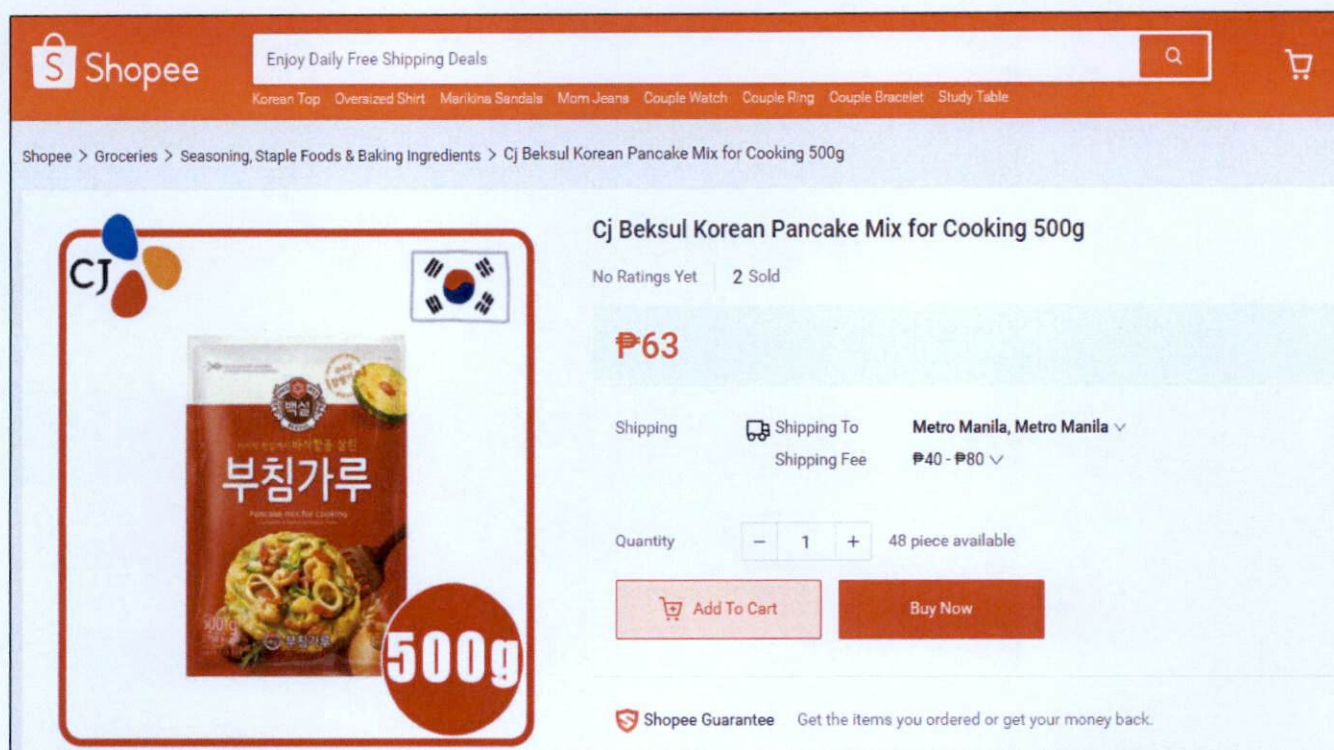 Shopee
Enjoy Daily Free Shipping Deals
Korean Top Oversized Shirt Marikina Sandals Mom Jeans Couple Watch Couple Ring Couple Bracelet Study Table
Shopee > Groceries > Seasoning, Staple Foods & Baking Ingredients > Cj Beksul Korean Pancake Mix for Cooking 500g
CJ
백설
부침가루
Pancake mix for Cooking
부침가루
500g
500g
Cj Beksul Korean Pancake Mix for Cooking 500g
No Ratings Yet 2 Sold
₱63
Shipping Shipping To Metro Manila, Metro Manila
Shipping Fee ₱40 - ₱80
Quantity − 1 + 48 piece available
Add To Cart Buy Now
Shopee Guarantee Get the items you ordered or get your money back.